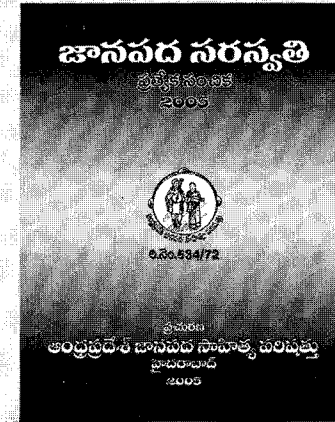 జానపద సరస్వతి
ప్రత్యేక సంచిక
2005
రి.నెం.534/72
ప్రచురణ
ఆంధ్రప్రదేశ్ జానపద సాహిత్య పరిషత్తు
హైదరాబాద్
2005